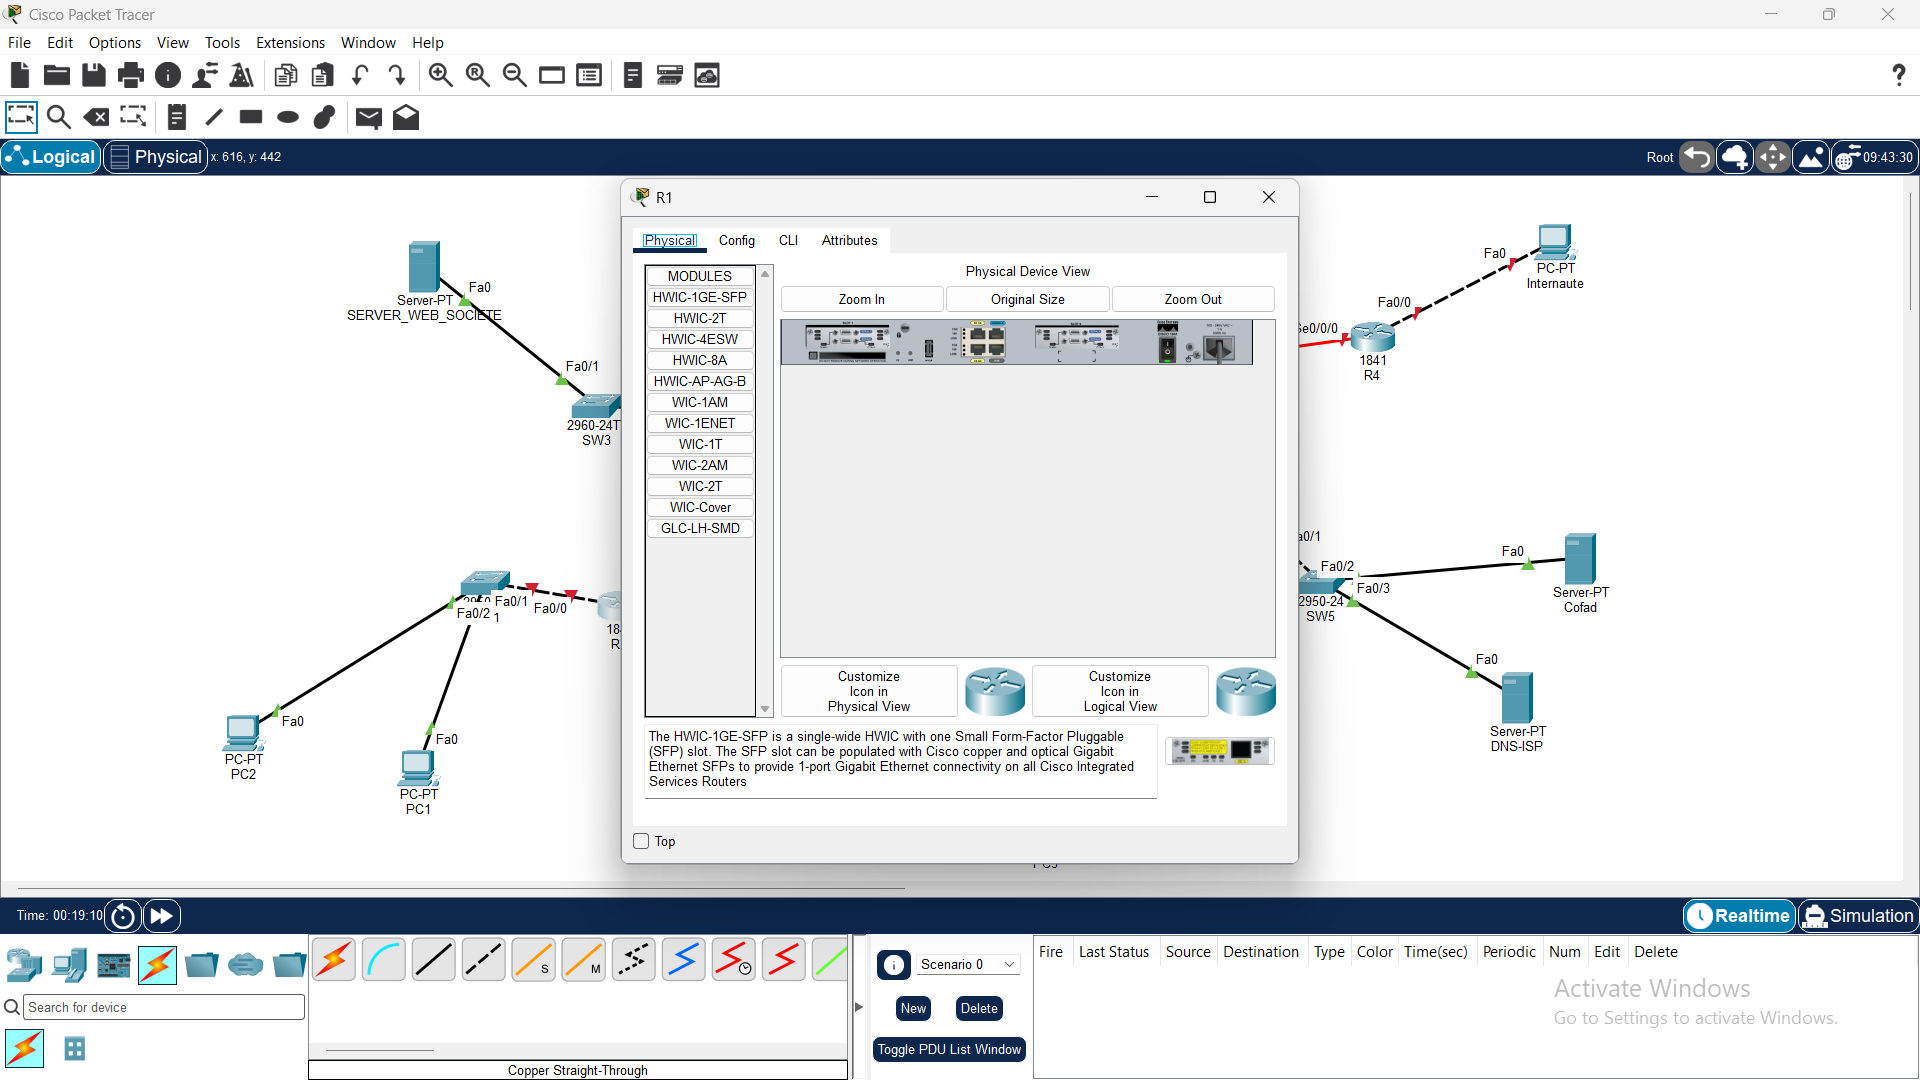 Cisco Packet Tracer
File Edit Options View Tools Extensions Window Help
Logical Physical x: 616, y: 442 Root 09:43:30
R1
Physical Config CLI Attributes
MODULES
HWIC-1GE-SFP
HWIC-2T
HWIC-4ESW
HWIC-8A
HWIC-AP-AG-B
WIC-1AM
WIC-1ENET
WIC-1T
WIC-2AM
WIC-2T
WIC-Cover
GLC-LH-SMD
Physical Device View
Zoom In Original Size Zoom Out
Customize
Icon in
Physical View
Customize
Icon in
Logical View
The HWIC-1GE-SFP is a single-wide HWIC with one Small Form-Factor Pluggable
(SFP) slot. The SFP slot can be populated with Cisco copper and optical Gigabit
Ethernet SFPs to provide 1-port Gigabit Ethernet connectivity on all Cisco Integrated
Services Routers
Top
Fa0
Server-PT
SERVER_WEB_SOCIETE
Fa0/1
2960-24T
SW3
Fa0/1
Fa0/2
1
Fa0/0
18
R
Fa0
PC-PT
PC2
Fa0
PC-PT
PC1
Fa0
PC-PT
Internaute
Fa0/0
Se0/0/0
1841
R4
a0/1
Fa0/2
Fa0/3
2950-24
SW5
Fa0
Server-PT
Cofad
Fa0
Server-PT
DNS-ISP
Time: 00:19:10 Realtime Simulation
Search for device
S
M
Copper Straight-Through
Scenario 0
New Delete
Toggle PDU List Window
Fire Last Status Source Destination Type Color Time(sec) Periodic Num Edit Delete
Activate Windows
Go to Settings to activate Windows.